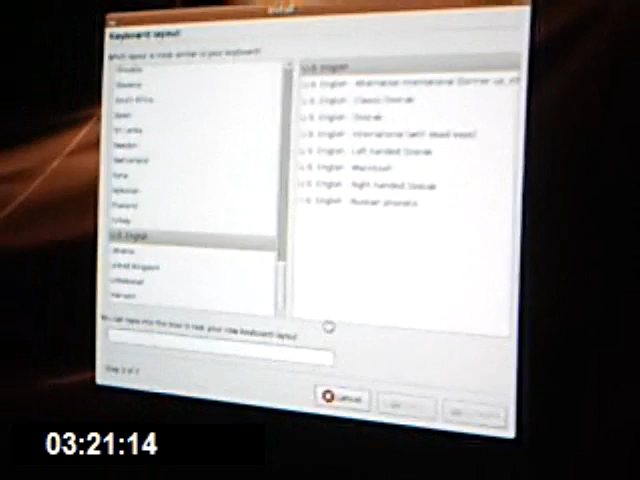 Install
Keyboard layout
Which layout is most similar to your keyboard?
Slovakia
Slovenia
South Africa
Spain
Sri Lanka
Sweden
Switzerland
Syria
Tajikistan
Thailand
Turkey
U.S. English
Ukraine
United Kingdom
Uzbekistan
Vietnam
U.S. English
U.S. English - Alternative international (former us_int
U.S. English - Classic Dvorak
U.S. English - Dvorak
U.S. English - International (with dead keys)
U.S. English - Left handed Dvorak
U.S. English - Macintosh
U.S. English - Right handed Dvorak
U.S. English - Russian phonetic
You can type into this box to test your new keyboard layout.
Step 3 of 7
Cancel
03:21:14